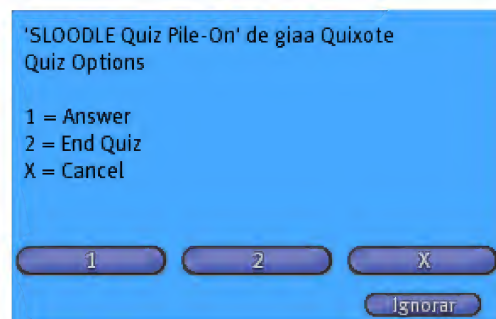 'SLOODLE Quiz Pile-On' de giaa Quixote
Quiz Options
1 = Answer
2 = End Quiz
X = Cancel
1 2 X
Ignorar